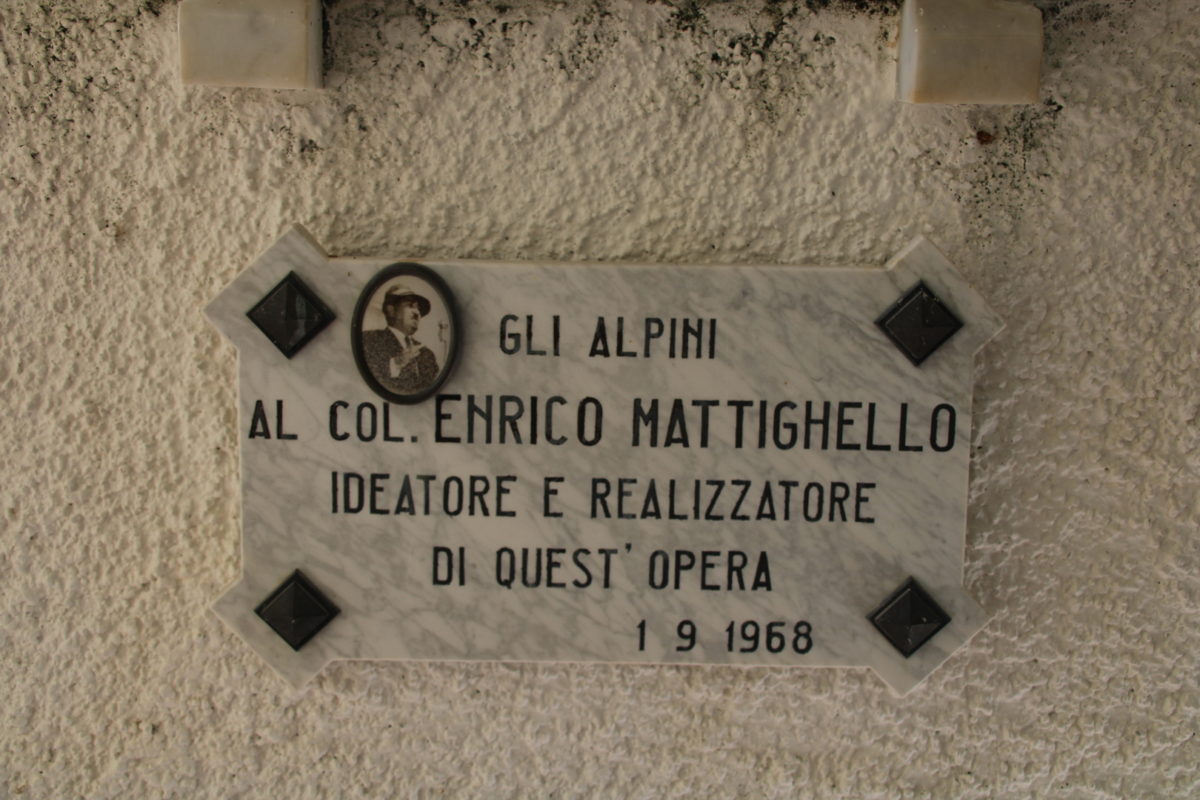 GLI ALPINI
AL COL. ENRICO MATTIGHELLO
IDEATORE E REALIZZATORE
DI QUEST' OPERA
1 9 1968